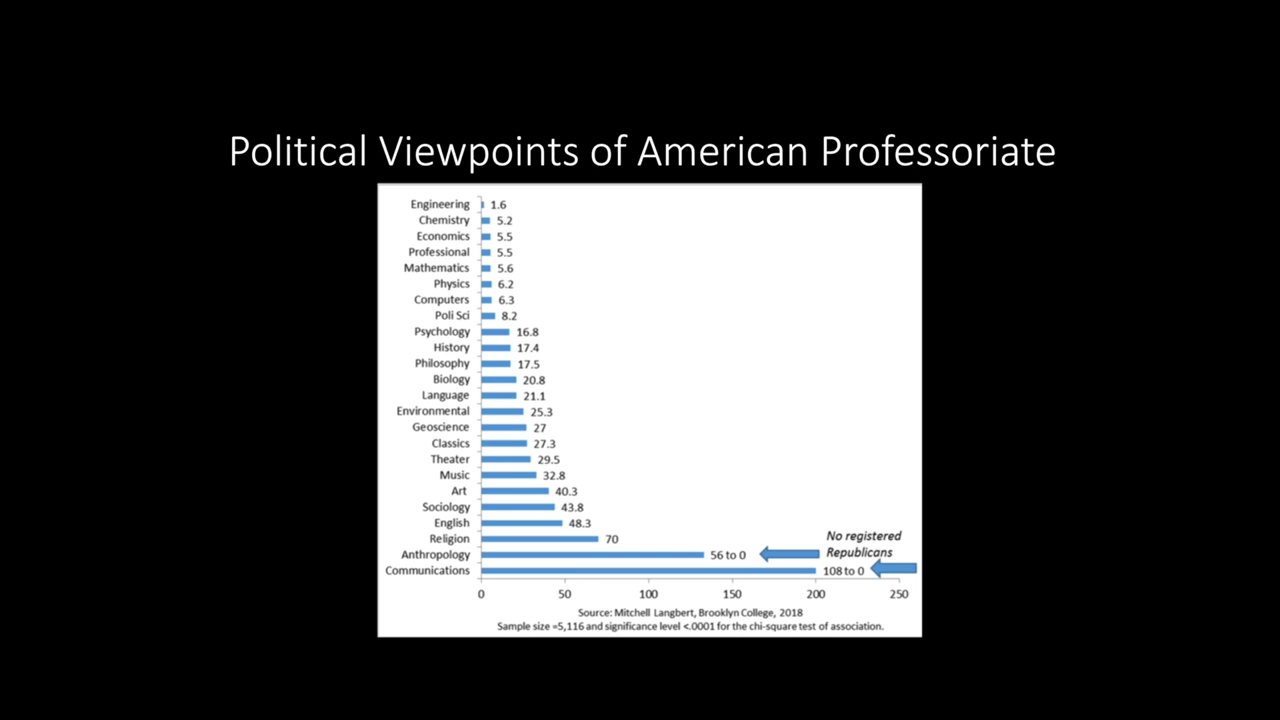 Political Viewpoints of American Professoriate
Engineering 1.6
Chemistry 5.2
Economics 5.5
Professional 5.5
Mathematics 5.6
Physics 6.2
Computers 6.3
Poli Sci 8.2
Psychology 16.8
History 17.4
Philosophy 17.5
Biology 20.8
Language 21.1
Environmental 25.3
Geoscience 27
Classics 27.3
Theater 29.5
Music 32.8
Art 40.3
Sociology 43.8
English 48.3
Religion 70
No registered
Republicans
Anthropology 56 to 0
Communications 108 to 0
0 50 100 150 200 250
Source: Mitchell Langbert, Brooklyn College, 2018
Sample size =5,116 and significance level <.0001 for the chi-square test of association.